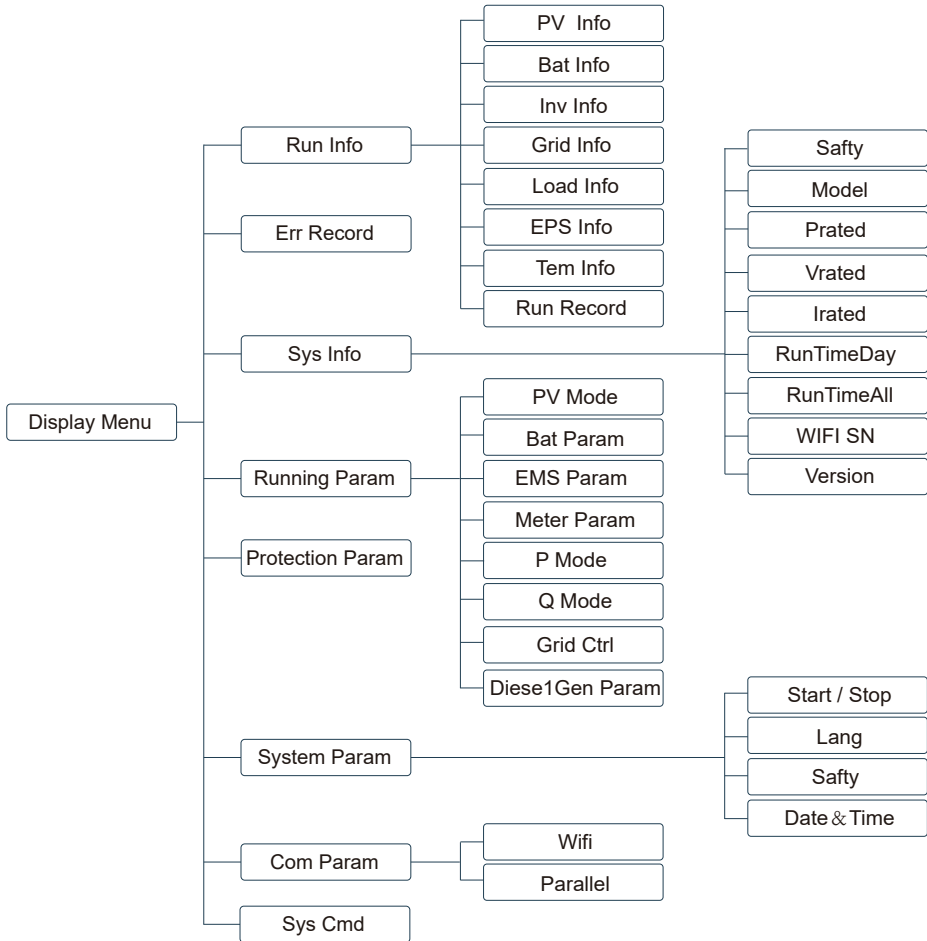 Display Menu
Run Info
PV Info
Bat Info
Inv Info
Grid Info
Load Info
EPS Info
Tem Info
Run Record
Err Record
Sys Info
Safty
Model
Prated
Vrated
Irated
RunTimeDay
RunTimeAll
WIFI SN
Version
Running Param
PV Mode
Bat Param
EMS Param
Meter Param
P Mode
Q Mode
Grid Ctrl
Diese1Gen Param
Protection Param
System Param
Start / Stop
Lang
Safty
Date&Time
Com Param
Wifi
Parallel
Sys Cmd